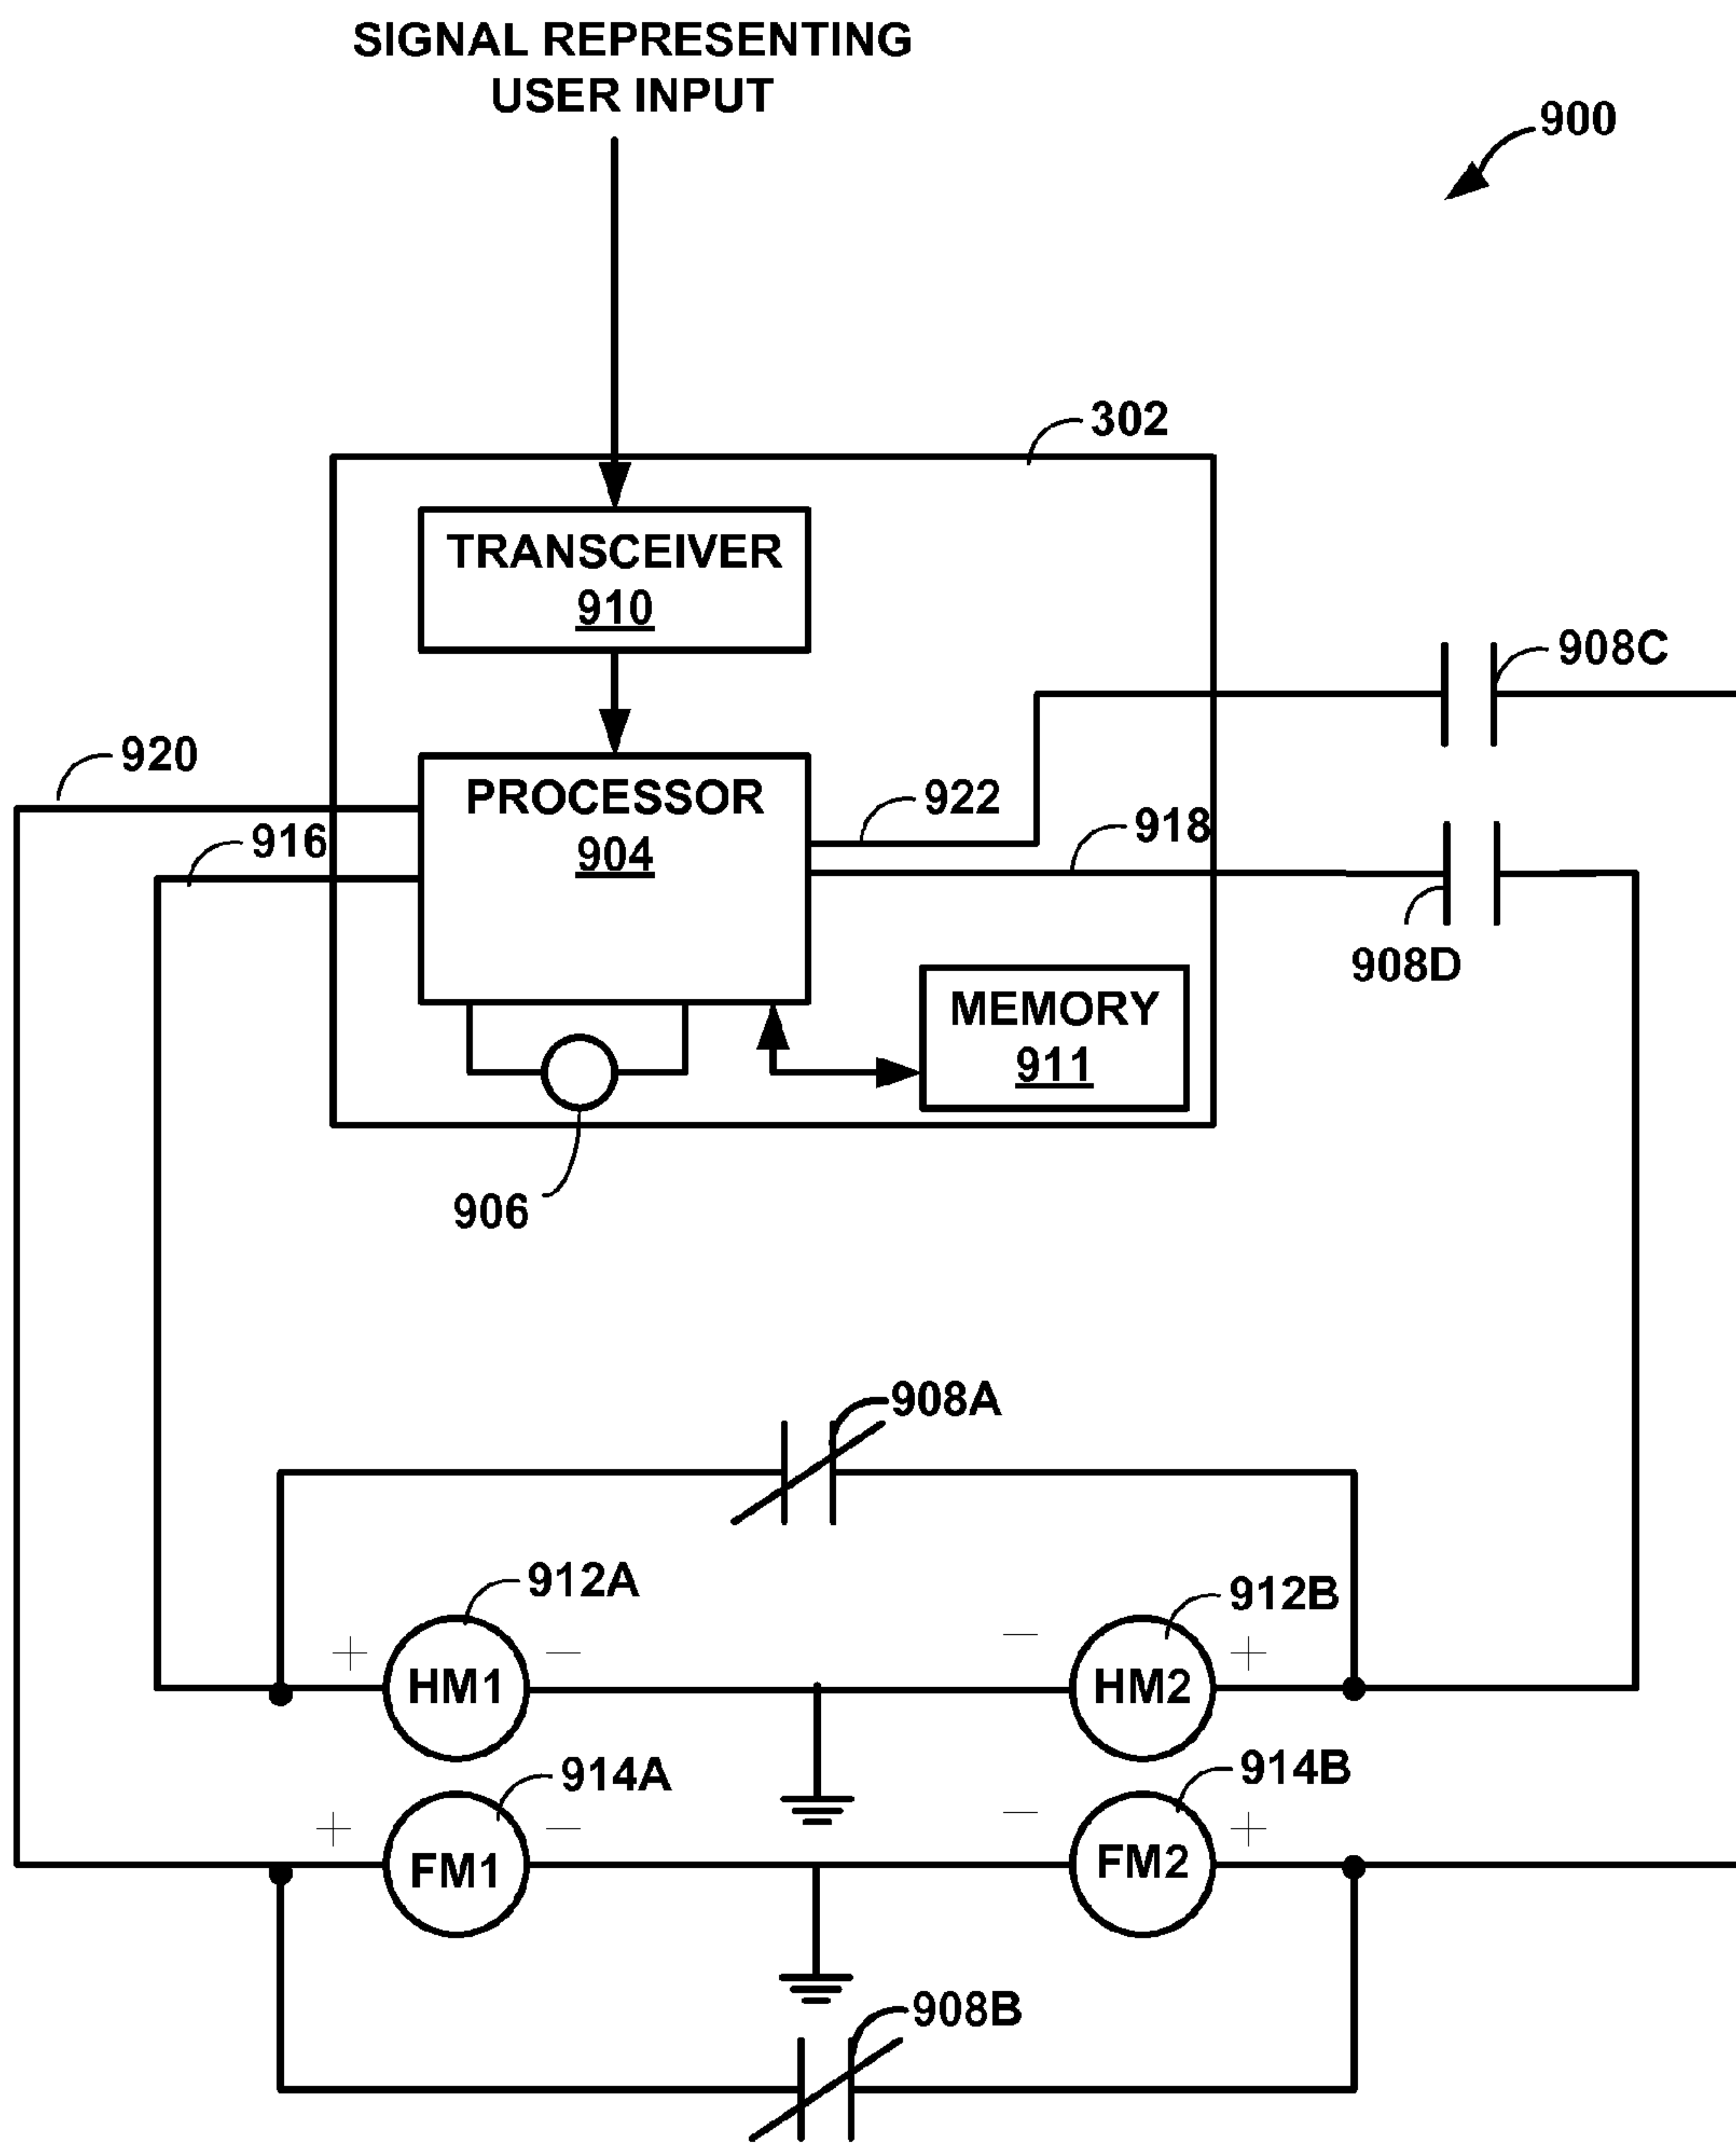 SIGNAL REPRESENTING
USER INPUT
900
302
TRANSCEIVER
910
908C
920
PROCESSOR
904
922
916
918
908D
MEMORY
911
906
908A
912A
912B
+
−
−
+
HM1
HM2
914A
914B
+
−
−
+
FM1
FM2
908B